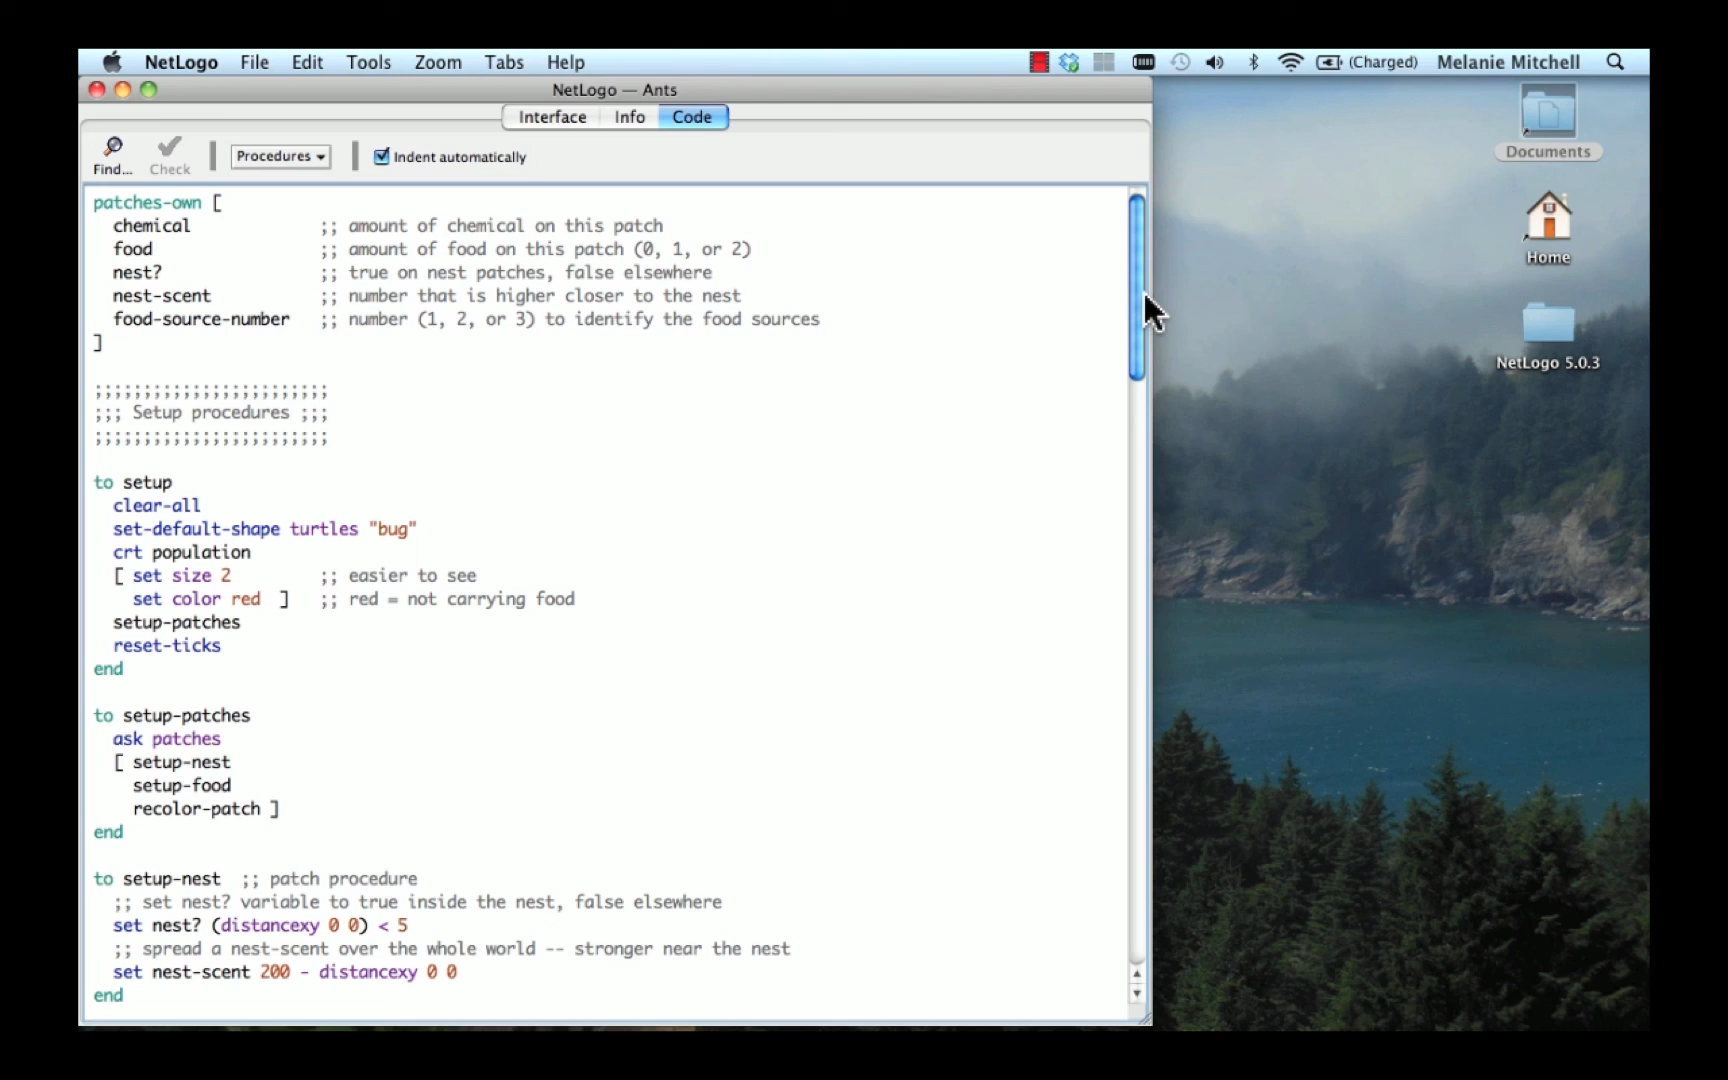 NetLogo File Edit Tools Zoom Tabs Help (Charged) Melanie Mitchell
NetLogo — Ants
Interface Info Code
Find... Check Procedures Indent automatically
patches-own [
chemical ;; amount of chemical on this patch
food ;; amount of food on this patch (0, 1, or 2)
nest? ;; true on nest patches, false elsewhere
nest-scent ;; number that is higher closer to the nest
food-source-number ;; number (1, 2, or 3) to identify the food sources
]
;;;;;;;;;;;;;;;;;;;;;;;;
;;; Setup procedures ;;;
;;;;;;;;;;;;;;;;;;;;;;;;
to setup
clear-all
set-default-shape turtles "bug"
crt population
[ set size 2 ;; easier to see
set color red ] ;; red = not carrying food
setup-patches
reset-ticks
end
to setup-patches
ask patches
[ setup-nest
setup-food
recolor-patch ]
end
to setup-nest ;; patch procedure
;; set nest? variable to true inside the nest, false elsewhere
set nest? (distancexy 0 0) < 5
;; spread a nest-scent over the whole world -- stronger near the nest
set nest-scent 200 - distancexy 0 0
end
Documents
Home
NetLogo 5.0.3